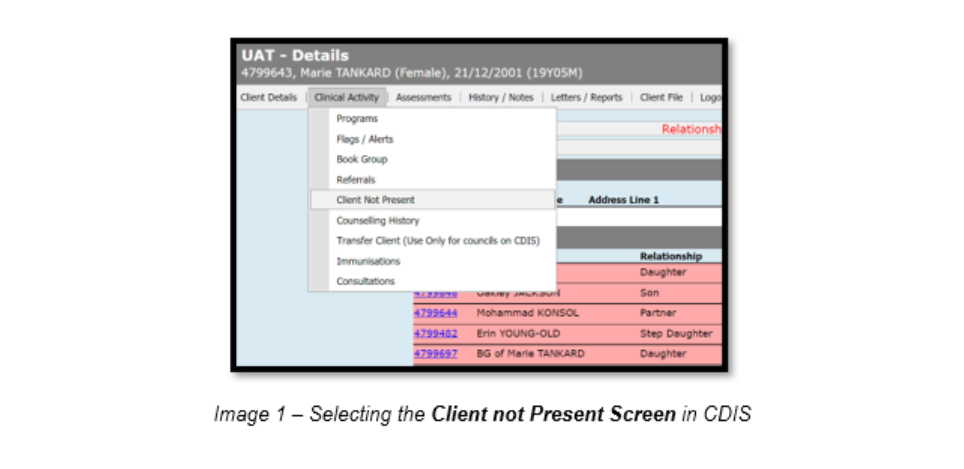 UAT - Details
4799643, Marie TANKARD (Female), 21/12/2001 (19Y05M)
Client Details | Clinical Activity | Assessments | History / Notes | Letters / Reports | Client File | Logo
Programs
Relationsh
Flags / Alerts
Book Group
Referrals
Client Not Present
e Address Line 1
Counselling History
Transfer Client (Use Only for councils on CDIS)
Immunisations
Relationship
Daughter
Consultations
4799646 Oakley JACKSON Son
4799644 Mohammad KONSOL Partner
4799482 Erin YOUNG-OLD Step Daughter
4799697 BG of Marie TANKARD Daughter
Image 1 – Selecting the Client not Present Screen in CDIS